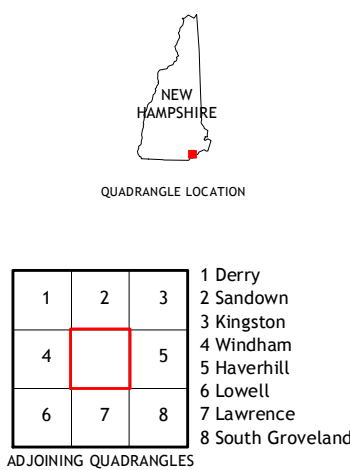 NEW
HAMPSHIRE
QUADRANGLE LOCATION
1 2 3
4 5
6 7 8
1 Derry
2 Sandown
3 Kingston
4 Windham
5 Haverhill
6 Lowell
7 Lawrence
8 South Groveland
ADJOINING QUADRANGLES